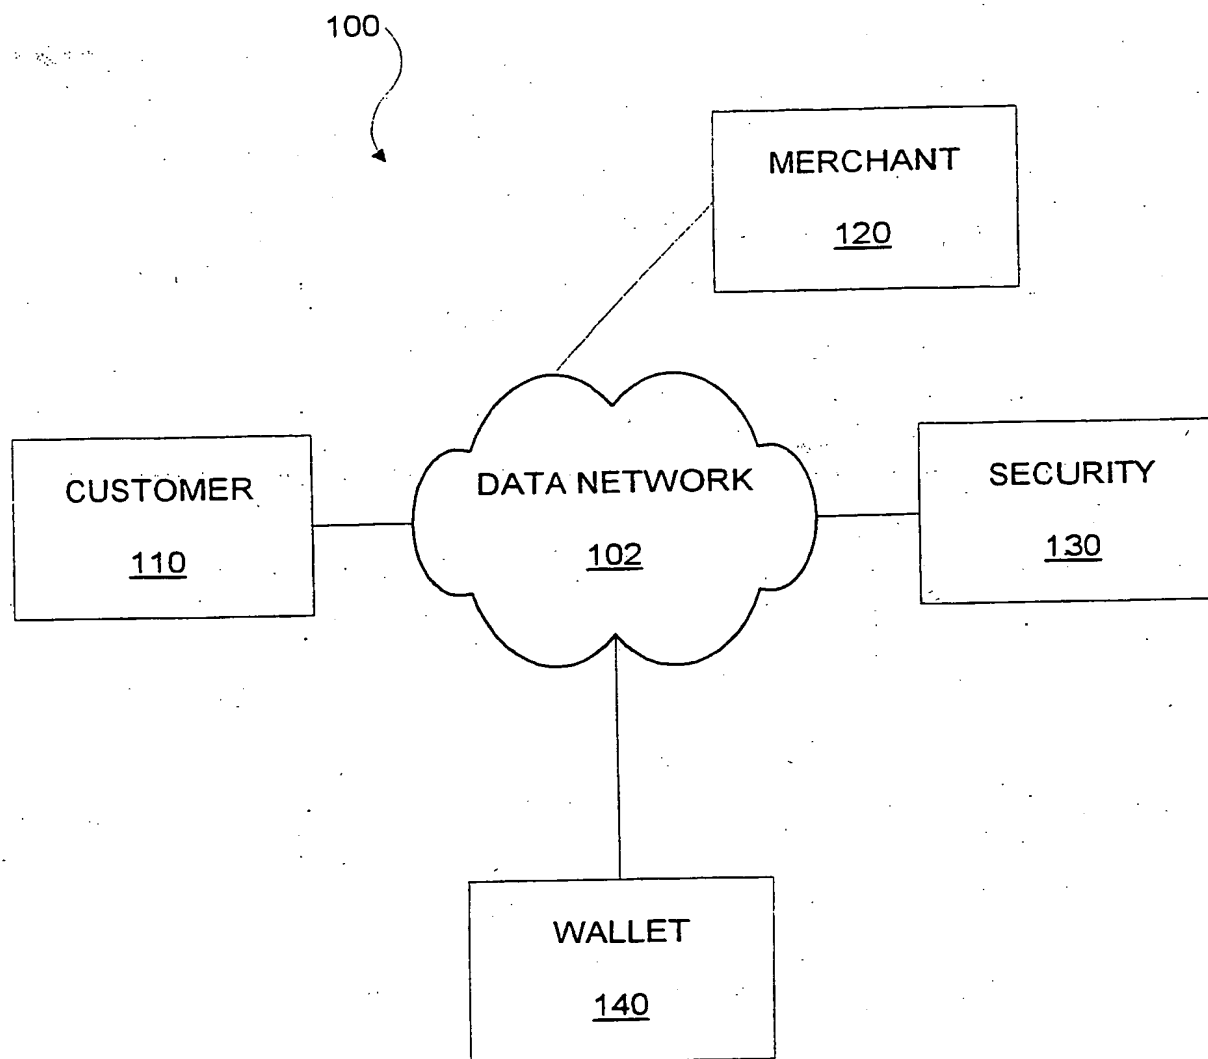 100
MERCHANT
120
CUSTOMER
110
DATA NETWORK
102
SECURITY
130
WALLET
140